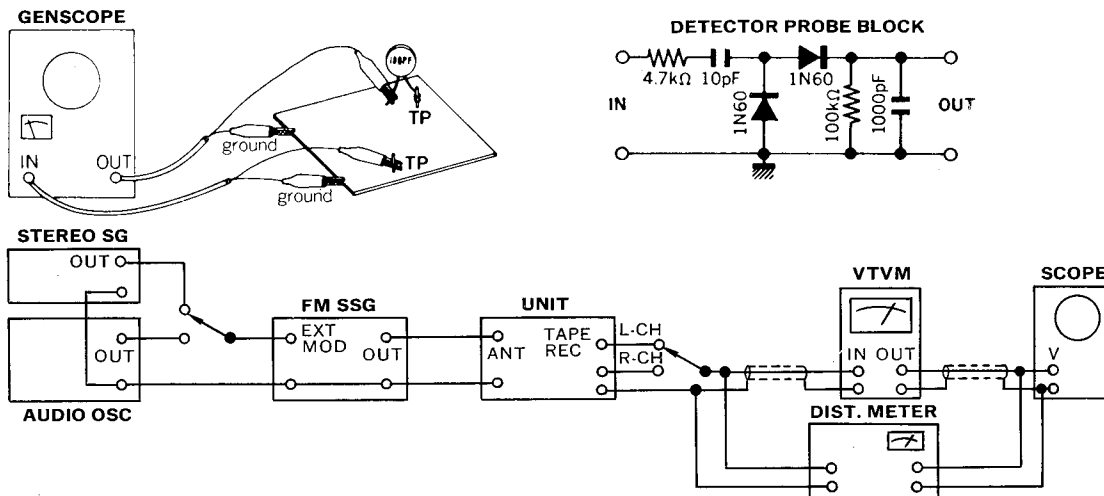 GENSCOPE
100PF
TP
ground
IN
OUT
TP
ground
DETECTOR PROBE BLOCK
4.7kΩ
10pF
1N60
IN
1N60
100kΩ
1000pF
OUT
STEREO SG
OUT
OUT
AUDIO OSC
FM SSG
EXT
MOD
OUT
UNIT
ANT
TAPE
REC
L-CH
R-CH
VTVM
IN OUT
SCOPE
V
DIST. METER